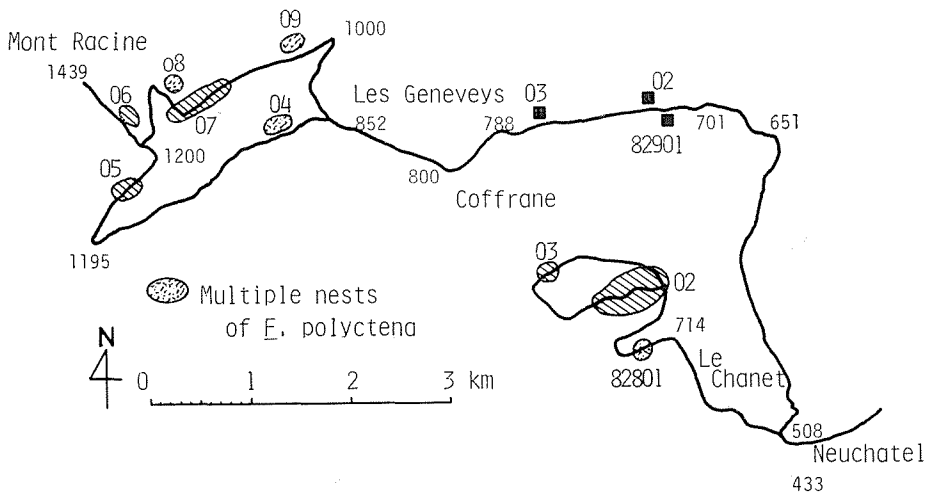 09
1000
Mont Racine
08
1439
06
07
04
Les Geneveys
03
02
852
788
701
651
82901
1200
800
05
Coffrane
1195
03
02
Multiple nests
of F. polyctena
714
N
82801
Le
Chanet
0 1 2 3 km
508
Neuchatel
433